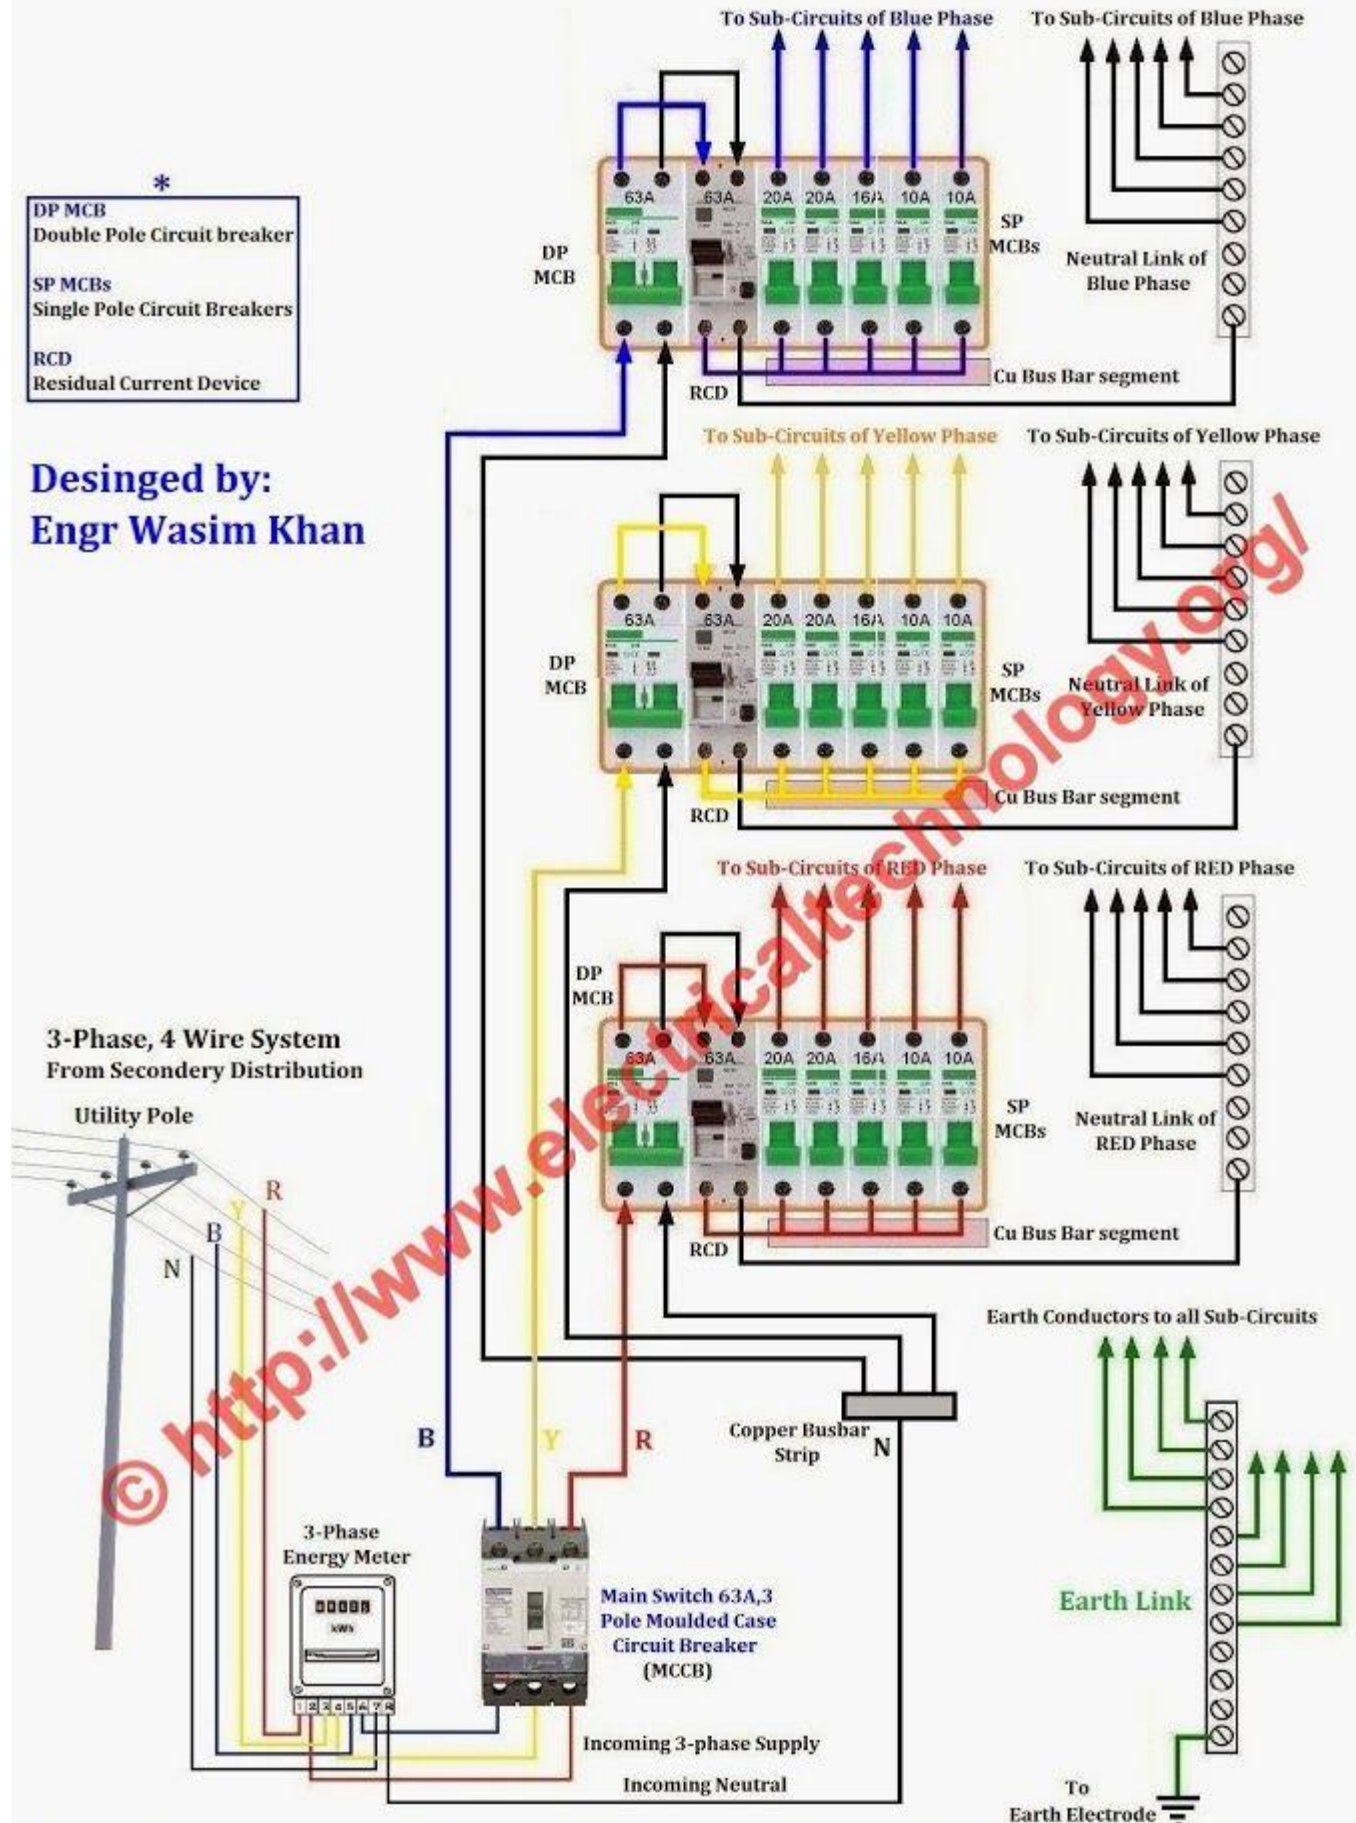 To Sub-Circuits of Blue Phase
To Sub-Circuits of Blue Phase
*
DP MCB
Double Pole Circuit breaker
SP MCBs
Single Pole Circuit Breakers
RCD
Residual Current Device
63A
63A
20A
20A
16A
10A
10A
DP
MCB
SP
MCBs
Neutral Link of
Blue Phase
RCD
Cu Bus Bar segment
Desinged by:
Engr Wasim Khan
To Sub-Circuits of Yellow Phase
To Sub-Circuits of Yellow Phase
63A
63A
20A
20A
16A
10A
10A
DP
MCB
SP
MCBs
Neutral Link of
Yellow Phase
RCD
Cu Bus Bar segment
To Sub-Circuits of RED Phase
To Sub-Circuits of RED Phase
DP
MCB
63A
63A
20A
20A
16A
10A
10A
SP
MCBs
Neutral Link of
RED Phase
RCD
Cu Bus Bar segment
3-Phase, 4 Wire System
From Secondery Distribution
Utility Pole
R
Y
B
N
© http://www.electricaltechnology.org/
Earth Conductors to all Sub-Circuits
B
Y
R
Copper Busbar
Strip
N
3-Phase
Energy Meter
kWh
1 2 3 4 5 6 7 8
Main Switch 63A,3
Pole Moulded Case
Circuit Breaker
(MCCB)
Earth Link
Incoming 3-phase Supply
Incoming Neutral
To
Earth Electrode